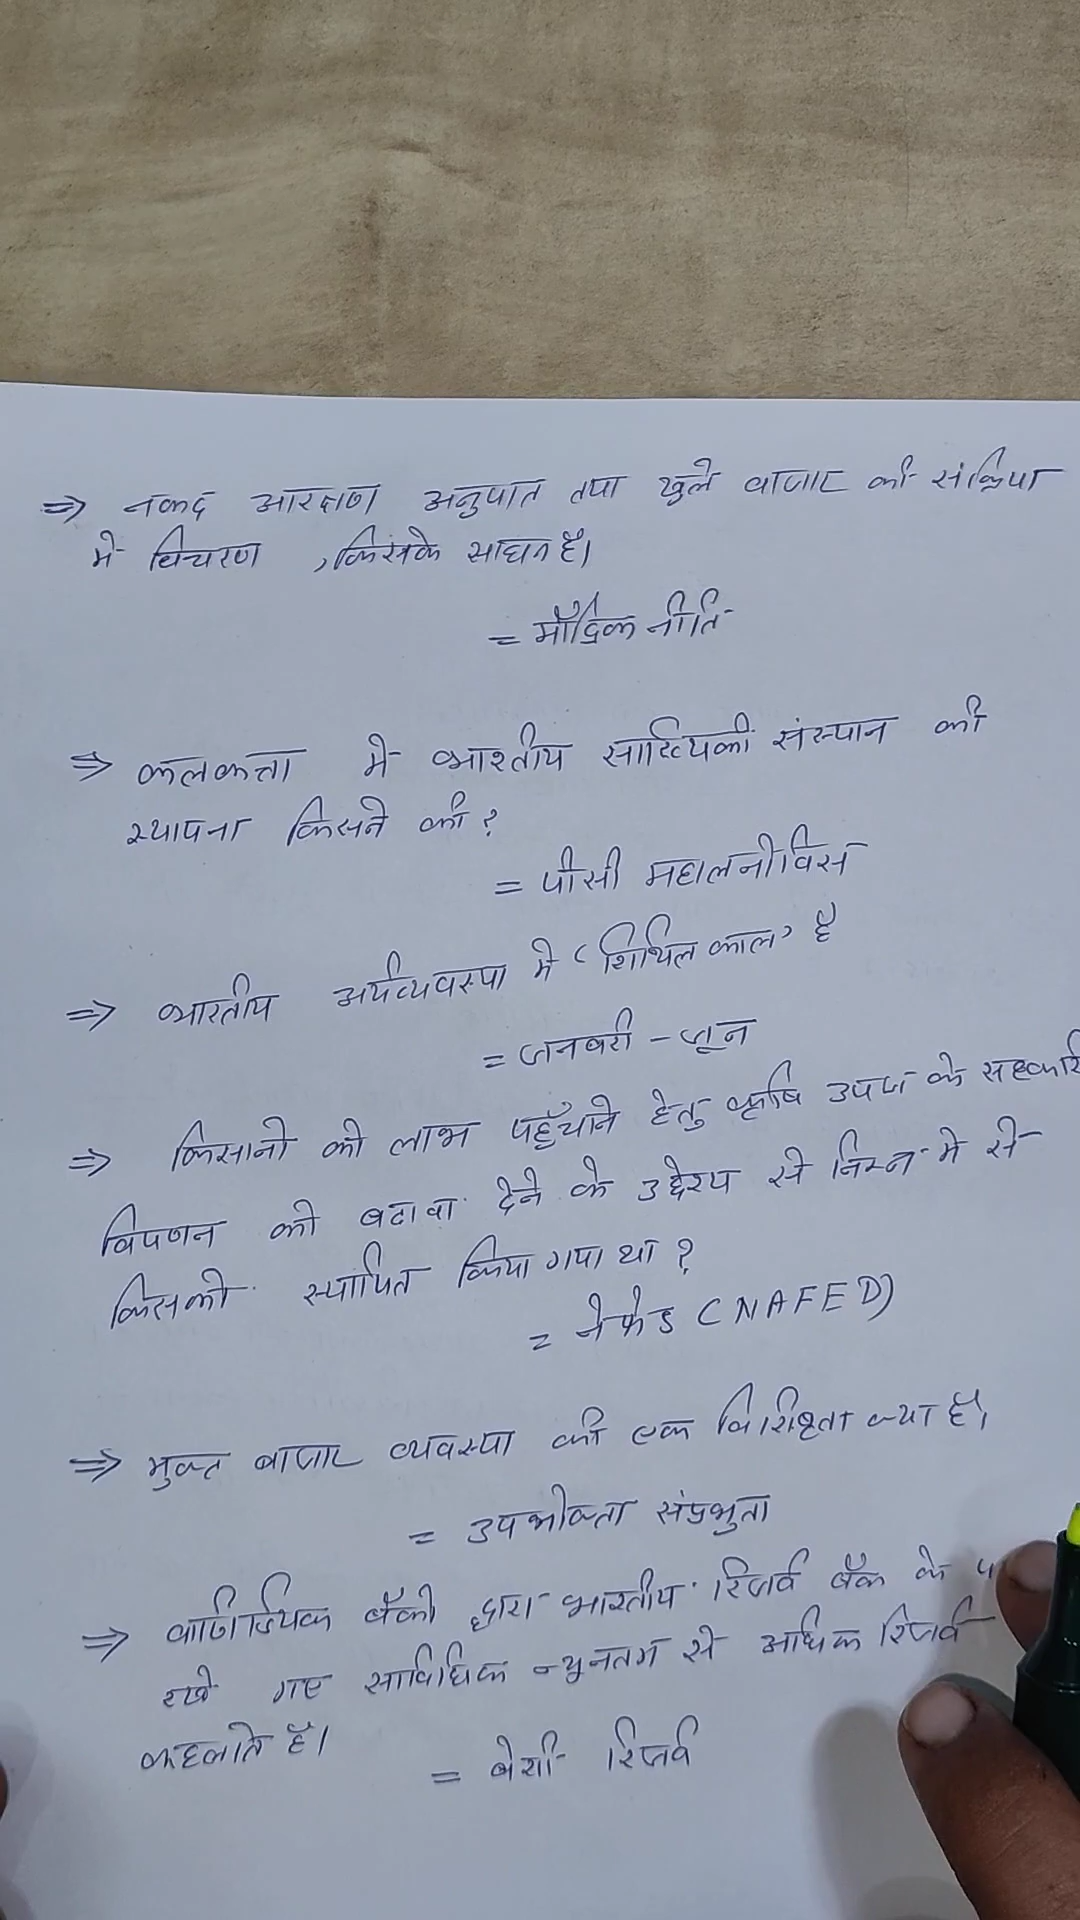 ⇒ नकद आरक्षण अनुपात तथा खुले बाजार की संक्रिया
में विचरण , किसके साधन है।
= मौद्रिक नीति
⇒ कलकत्ता में भारतीय सांख्यिकी संस्थान की
स्थापना किसने की ?
= पीसी महालनोविस
⇒ भारतीय अर्थव्यवस्था में ‘शिथिल काल’ है
= जनवरी - जून
⇒ किसानो को लाभ पहुँचाने हेतु कृषि उपज के सहकारि
विपणन को बढावा देने के उद्देश्य से निम्न में से
किसको स्थापित किया गया था ?
= नेफेड (NAFED)
⇒ मुक्त बाजार व्यवस्था की एक विशिष्टता क्या है।
= उपभोक्ता संप्रभुता
⇒ वाणिज्यिक बैंको द्वारा भारतीय रिजर्व बैंक के
रखे गए सांविधिक न्युनतम से अधिक रिजर्व
कहलाते है।
= बेशी रिजर्व